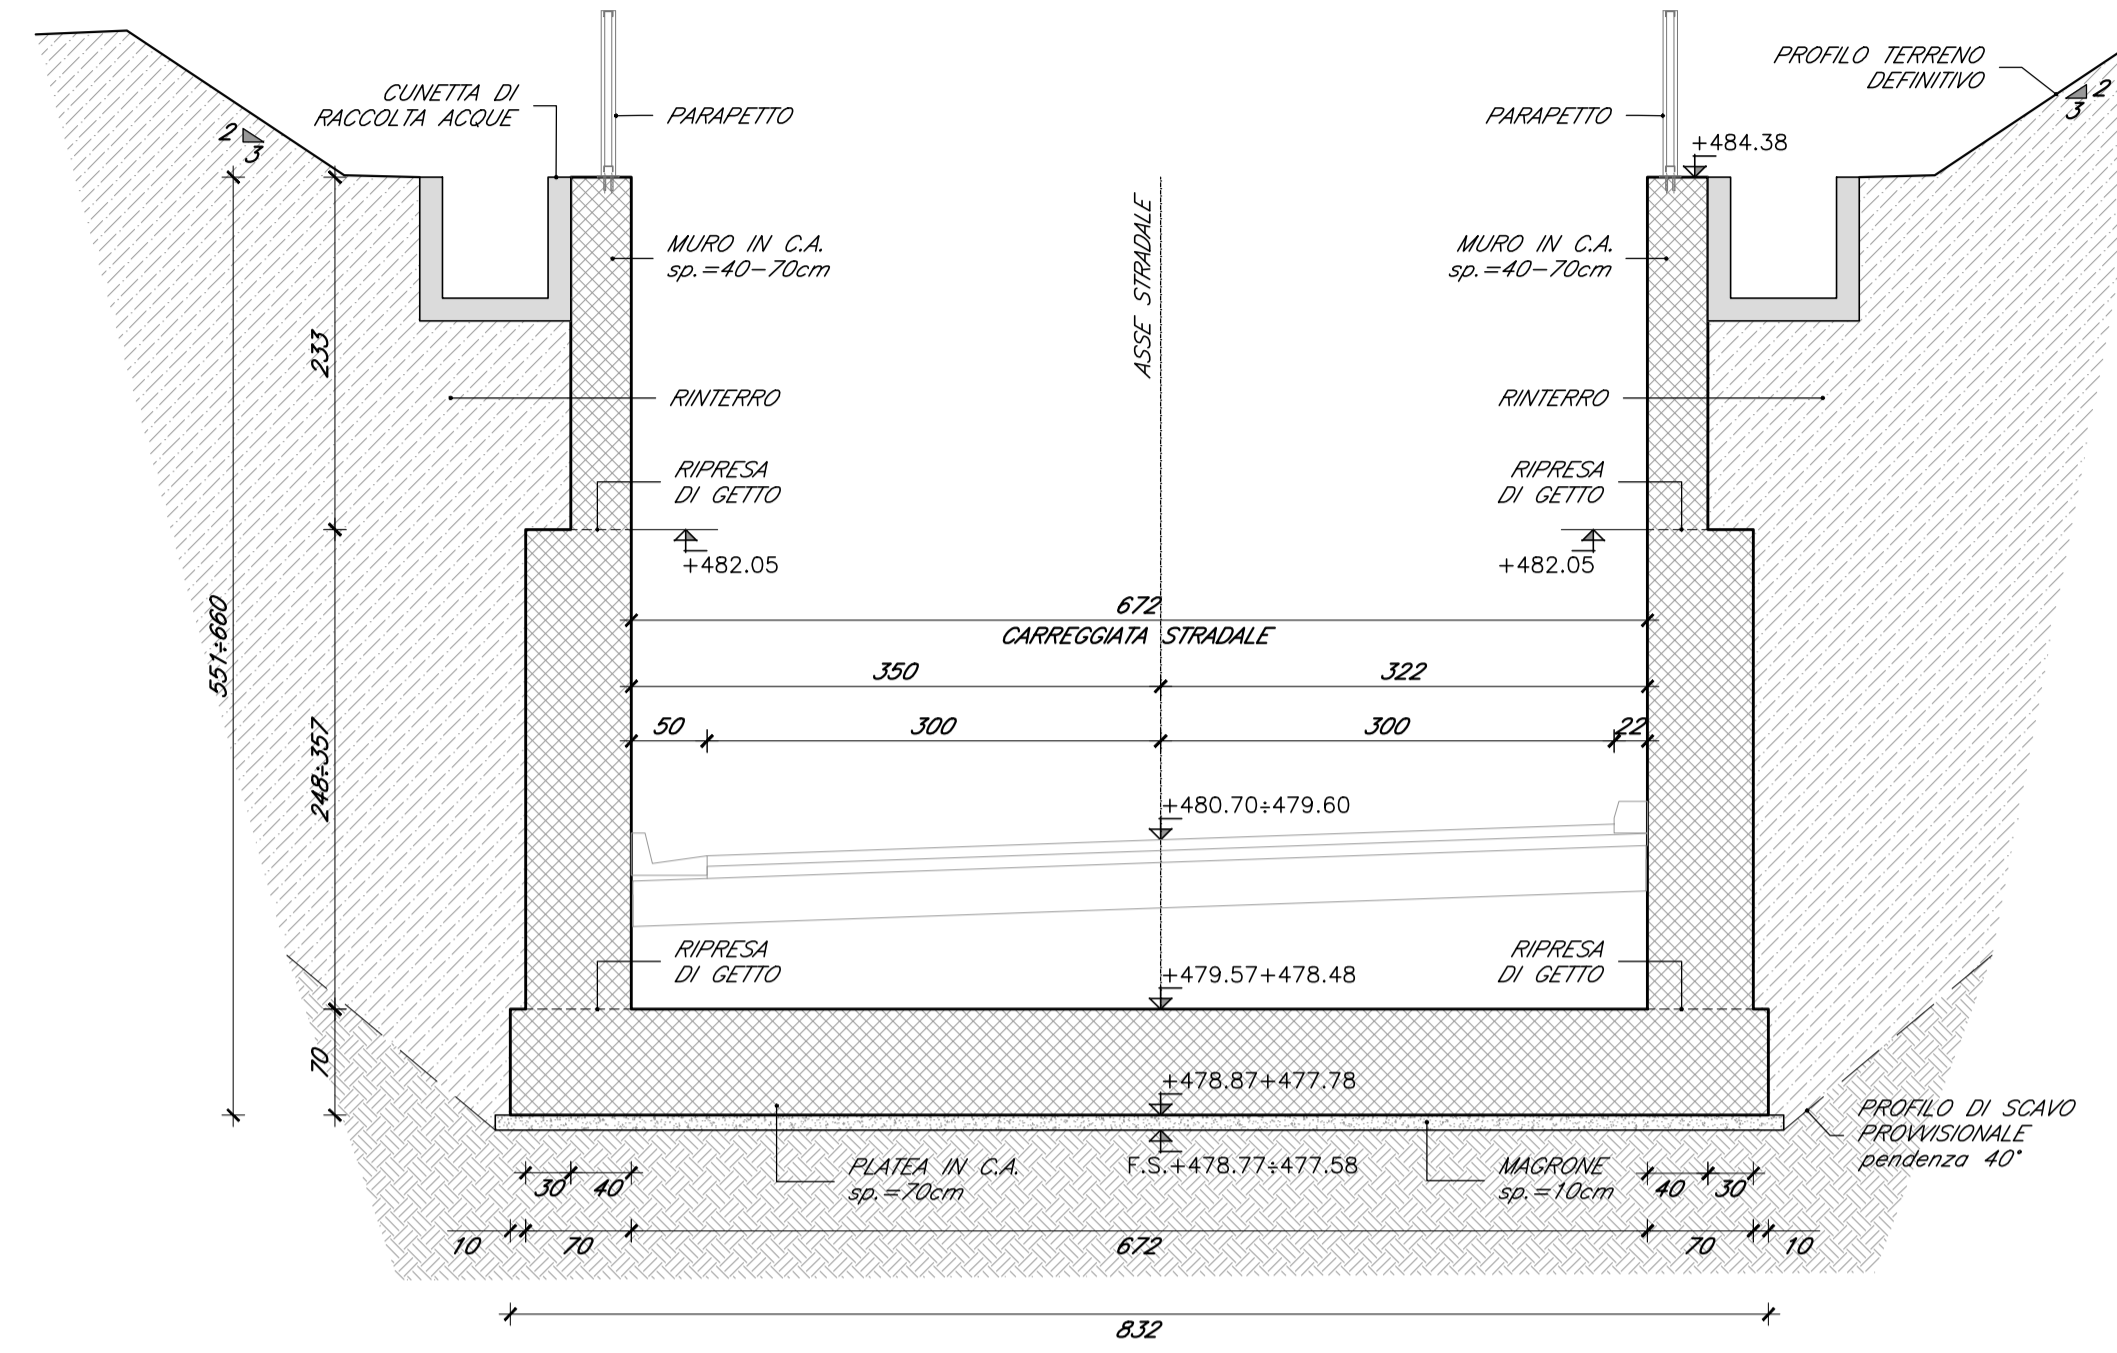 PROFILO TERRENO
DEFINITIVO
2
3
CUNETTA DI
RACCOLTA ACQUE
PARAPETTO
PARAPETTO
2
3
+484.38
ASSE STRADALE
MURO IN C.A.
sp.=40-70cm
MURO IN C.A.
sp.=40-70cm
233
RINTERRO
RINTERRO
RIPRESA
DI GETTO
RIPRESA
DI GETTO
+482.05
+482.05
551÷660
672
CARREGGIATA STRADALE
350
322
248÷357
50
300
300
22
+480.70÷479.60
RIPRESA
DI GETTO
+479.57+478.48
RIPRESA
DI GETTO
70
+478.87+477.78
PROFILO DI SCAVO
PROVVISIONALE
pendenza 40°
PLATEA IN C.A.
sp.=70cm
F.S.+478.77÷477.58
MAGRONE
sp.=10cm
30
40
40
30
10
70
672
70
10
832